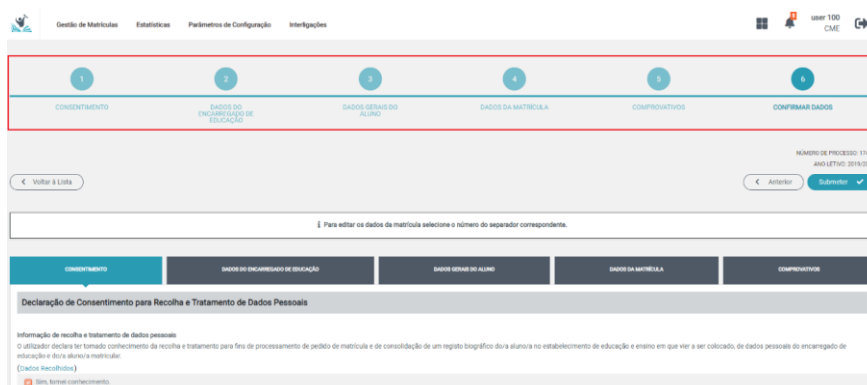 Gestão de Matrículas Estatísticas Parâmetros de Configuração Interligações
user 100
CME
1 2 3 4 5 6
CONSENTIMENTO DADOS DO ENCARREGADO DE EDUCAÇÃO DADOS GERAIS DO ALUNO DADOS DA MATRÍCULA COMPROVATIVOS CONFIRMAR DADOS
NÚMERO DE PROCESSO: 
ANO LETIVO: 2019/20
Voltar à Lista Anterior Submeter
Para editar os dados da matrícula selecione o número do separador correspondente.
CONSENTIMENTO DADOS DO ENCARREGADO DE EDUCAÇÃO DADOS GERAIS DO ALUNO DADOS DA MATRÍCULA COMPROVATIVOS
Declaração de Consentimento para Recolha e Tratamento de Dados Pessoais
Informação de recolha e tratamento de dados pessoais
O utilizador declara ter tomado conhecimento da recolha e tratamento para fins de processamento de pedido de matrícula e de consolidação de um registo biográfico do/a aluno/a no estabelecimento de educação e ensino em que vier a ser colocado, de dados pessoais do encarregado de
educação e do/a aluno/a matricular.
(Dados Recolhidos)
Sim, tomei conhecimento.